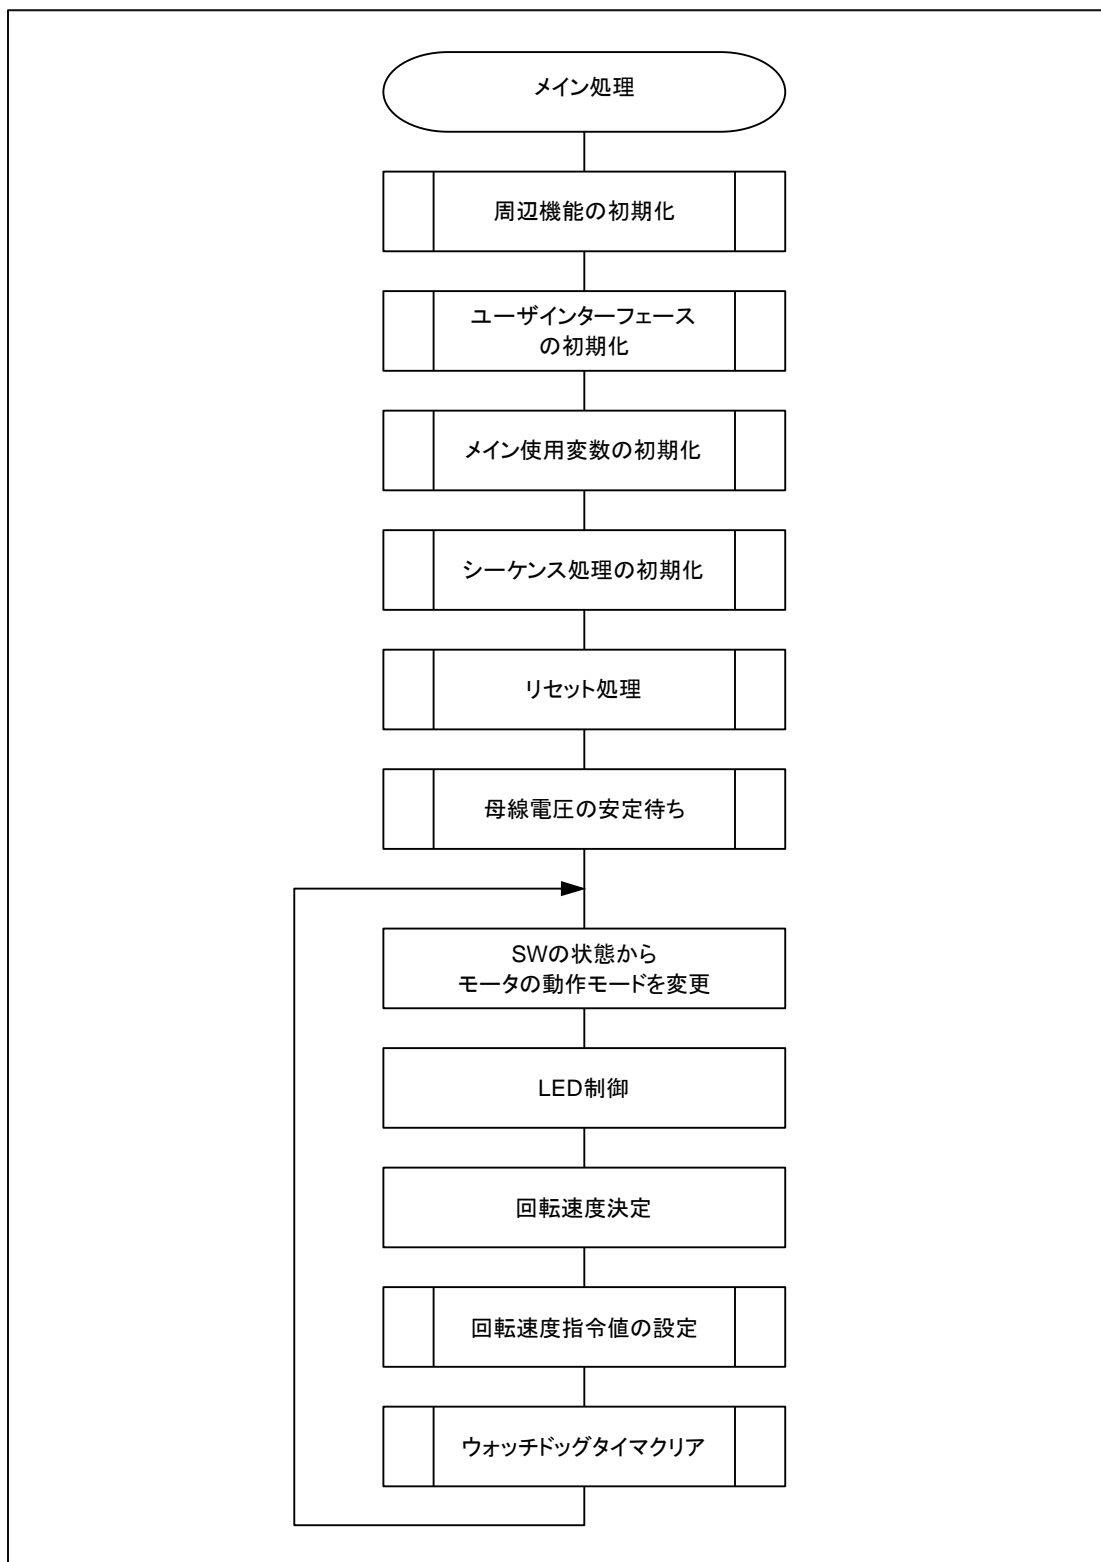 メイン処理
周辺機能の初期化
ユーザインターフェース
の初期化
メイン使用変数の初期化
シーケンス処理の初期化
リセット処理
母線電圧の安定待ち
SWの状態から
モータの動作モードを変更
LED制御
回転速度決定
回転速度指令値の設定
ウォッチドッグタイマクリア